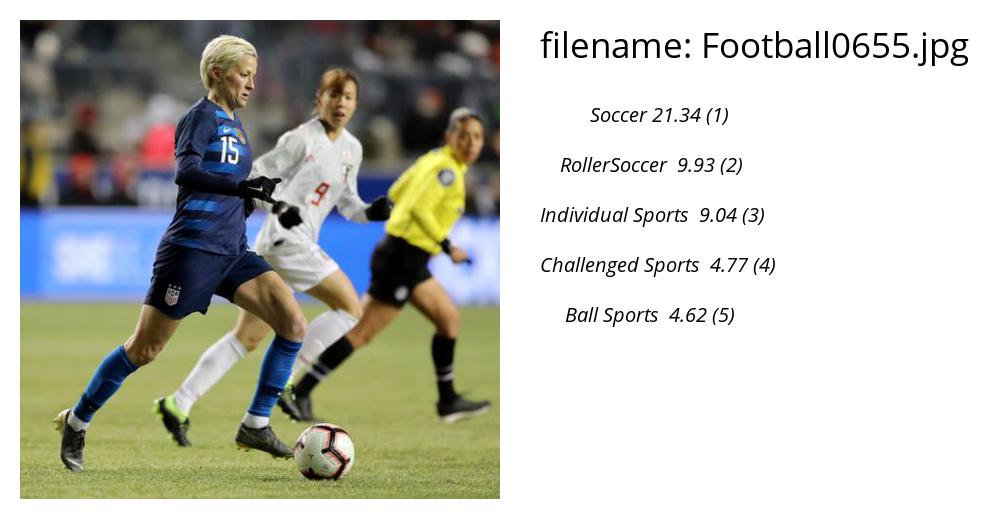 filename: Football0655.jpg
Soccer 21.34 (1)
RollerSoccer 9.93 (2)
Individual Sports 9.04 (3)
Challenged Sports 4.77 (4)
Ball Sports 4.62 (5)
15
9